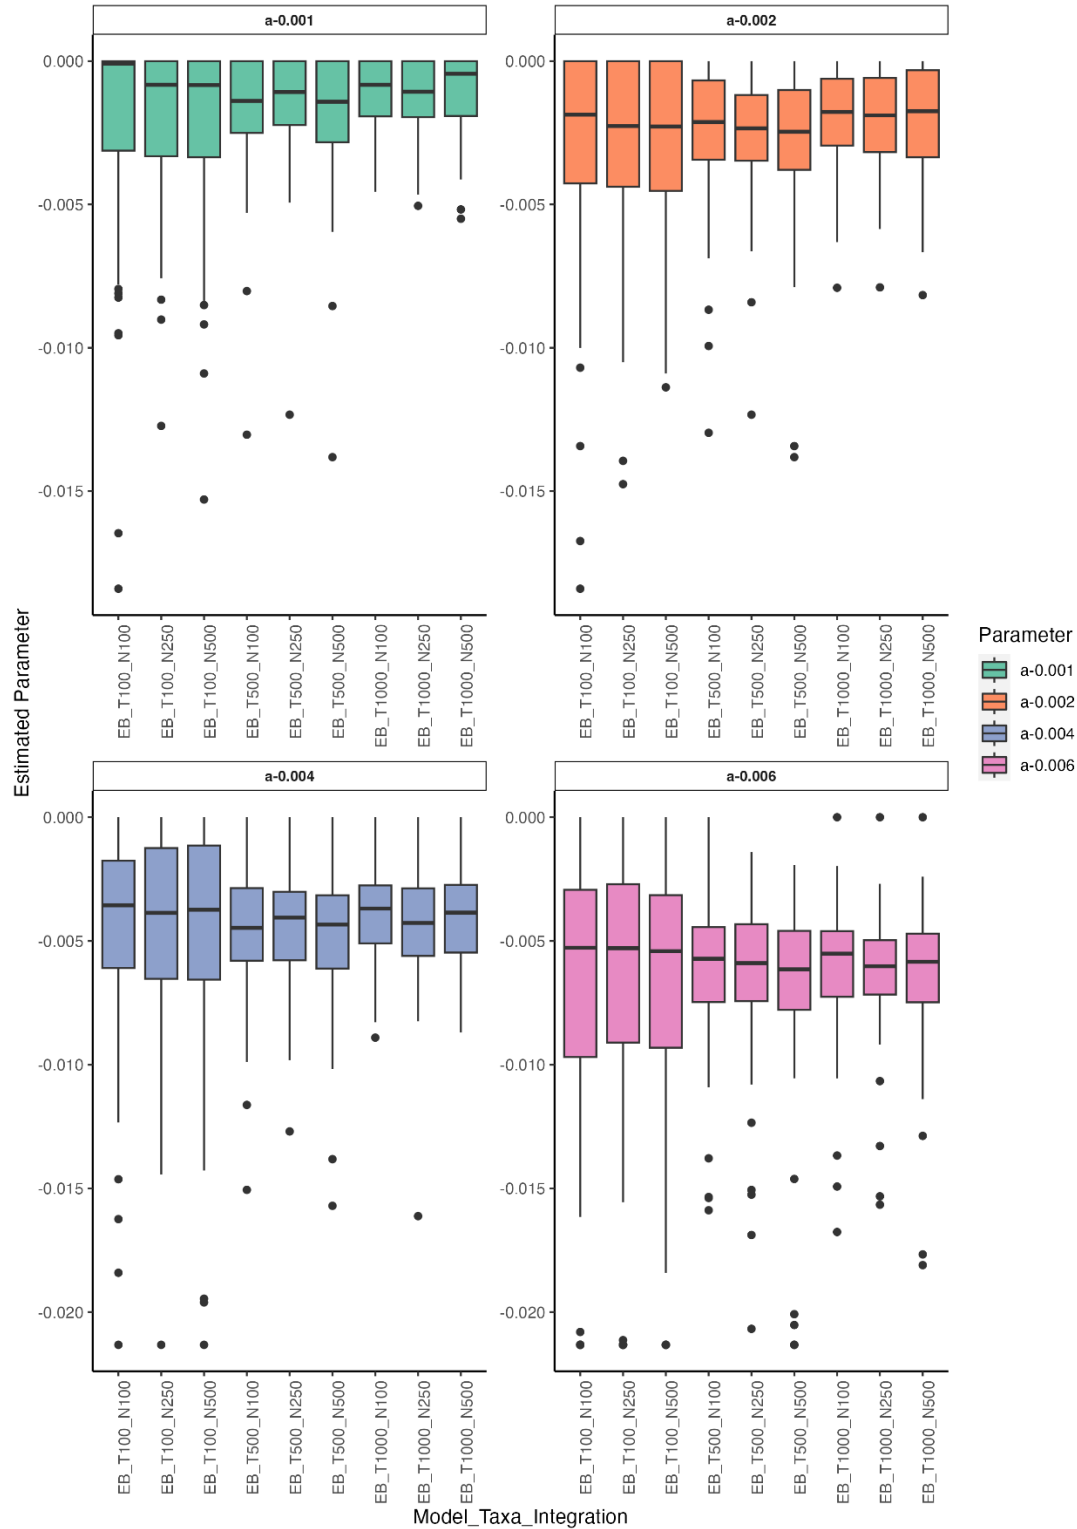 a-0.001
a-0.002
0.000
-0.005
-0.010
-0.015
0.000
-0.005
-0.010
-0.015
EB_T100_N100
EB_T100_N250
EB_T100_N500
EB_T500_N100
EB_T500_N250
EB_T500_N500
EB_T1000_N100
EB_T1000_N250
EB_T1000_N500
EB_T100_N100
EB_T100_N250
EB_T100_N500
EB_T500_N100
EB_T500_N250
EB_T500_N500
EB_T1000_N100
EB_T1000_N250
EB_T1000_N500
Estimated Parameter
Parameter
a-0.001
a-0.002
a-0.004
a-0.006
a-0.004
a-0.006
0.000
-0.005
-0.010
-0.015
-0.020
0.000
-0.005
-0.010
-0.015
-0.020
EB_T100_N100
EB_T100_N250
EB_T100_N500
EB_T500_N100
EB_T500_N250
EB_T500_N500
EB_T1000_N100
EB_T1000_N250
EB_T1000_N500
EB_T100_N100
EB_T100_N250
EB_T100_N500
EB_T500_N100
EB_T500_N250
EB_T500_N500
EB_T1000_N100
EB_T1000_N250
EB_T1000_N500
Model_Taxa_Integration